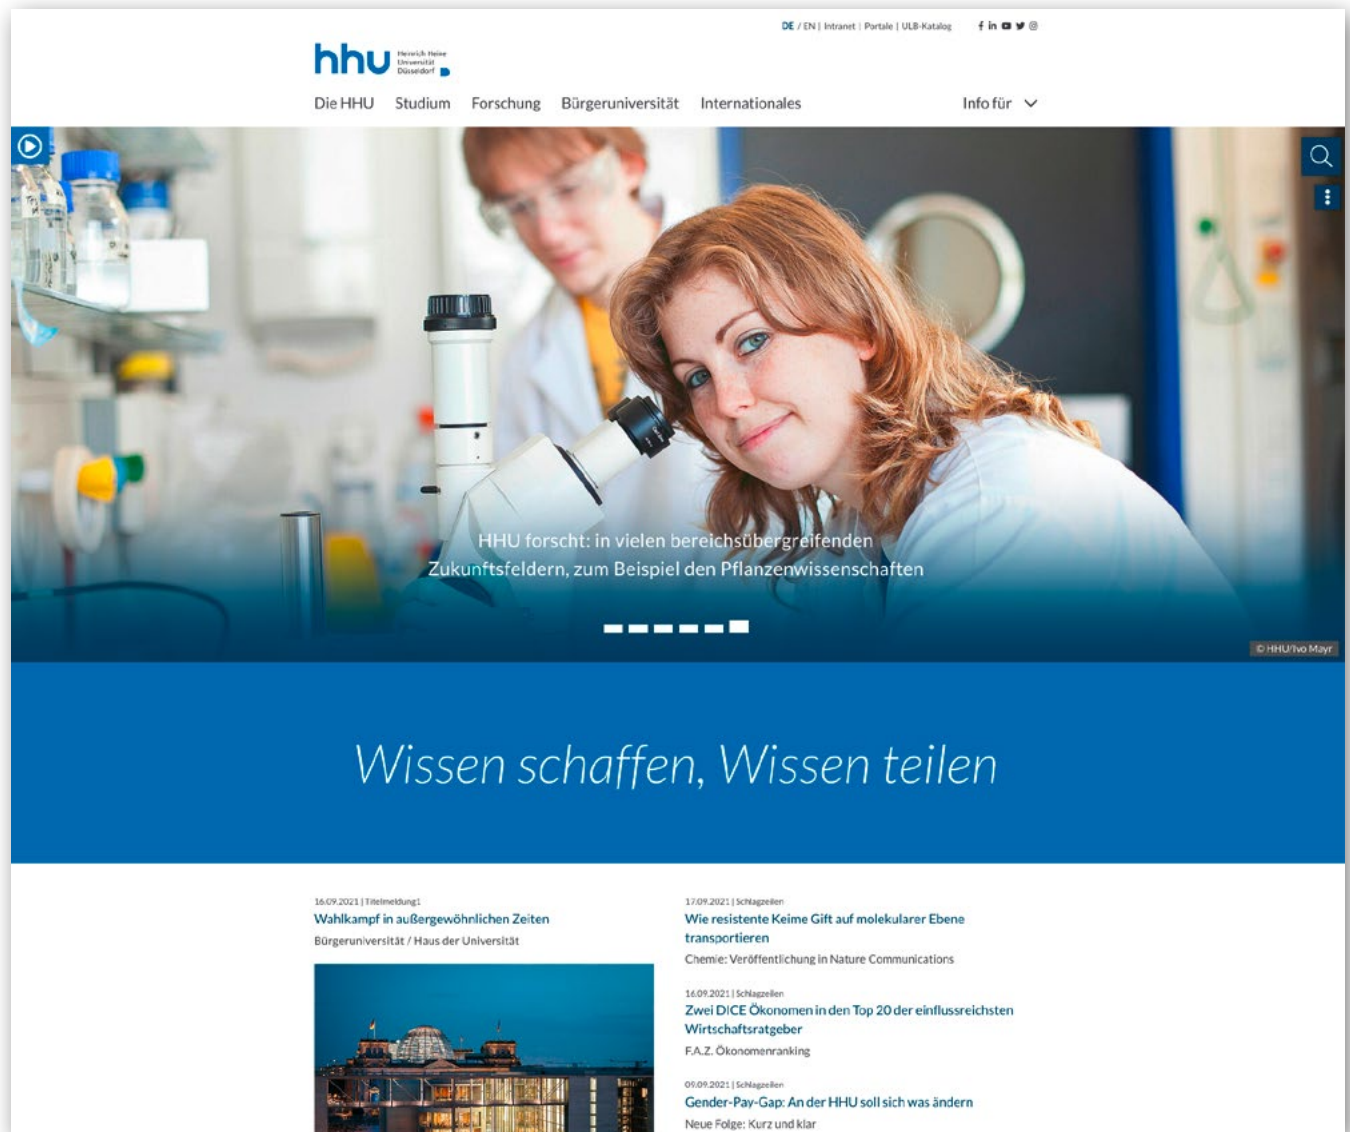 DE / EN | Intranet | Portale | ULB-Katalog
hhu
Heinrich Heine
Universität
Düsseldorf
Die HHU Studium Forschung Bürgeruniversität Internationales Info für
HHU forscht: in vielen bereichsübergreifenden
Zukunftsfeldern, zum Beispiel den Pflanzenwissenschaften
© HHU/Ivo Mayr
Wissen schaffen, Wissen teilen
16.09.2021 | Titelmeldung1
Wahlkampf in außergewöhnlichen Zeiten
Bürgeruniversität / Haus der Universität
17.09.2021 | Schlagzeilen
Wie resistente Keime Gift auf molekularer Ebene
transportieren
Chemie: Veröffentlichung in Nature Communications
16.09.2021 | Schlagzeilen
Zwei DICE Ökonomen in den Top 20 der einflussreichsten
Wirtschaftsratgeber
F.A.Z. Ökonomenranking
09.09.2021 | Schlagzeilen
Gender-Pay-Gap: An der HHU soll sich was ändern
Neue Folge: Kurz und klar